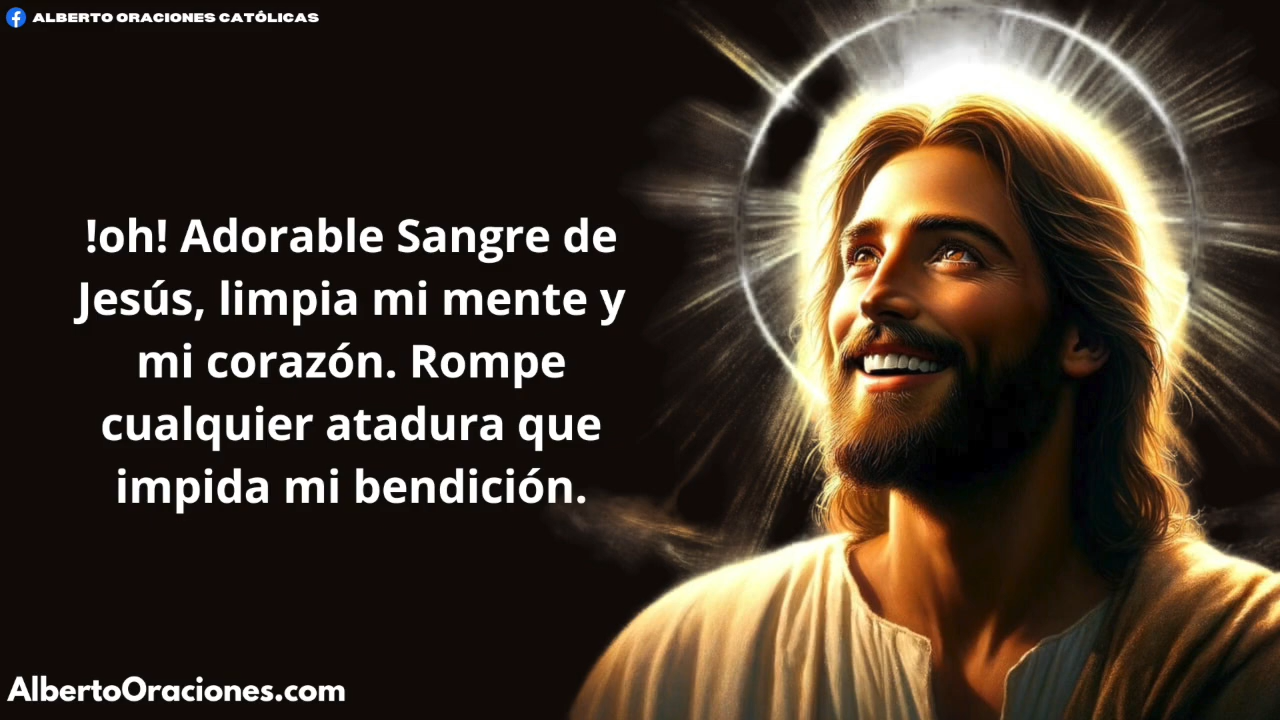 ALBERTO ORACIONES CATÓLICAS
!oh! Adorable Sangre de
Jesús, limpia mi mente y
mi corazón. Rompe
cualquier atadura que
impida mi bendición.
AlbertoOraciones.com